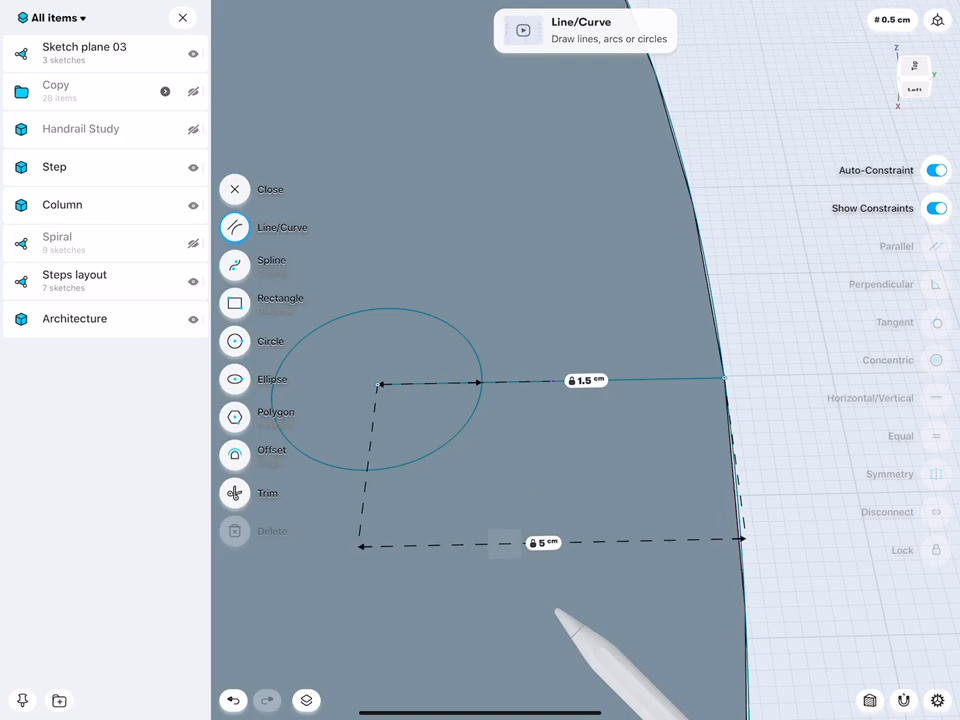 All items
Sketch plane 03
3 sketches
Copy
28 items
Handrail Study
Step
Column
Spiral
9 sketches
Steps layout
7 sketches
Architecture
Line/Curve
Draw lines, arcs or circles
# 0.5 cm
Z
Top
Y
Left
X
Close
Line/Curve
Spline
Rectangle
Circle
Ellipse
Polygon
Offset
Trim
Delete
1.5 cm
5 cm
Auto-Constraint
Show Constraints
Parallel
Perpendicular
Tangent
Concentric
Horizontal/Vertical
Equal
Symmetry
Disconnect
Lock